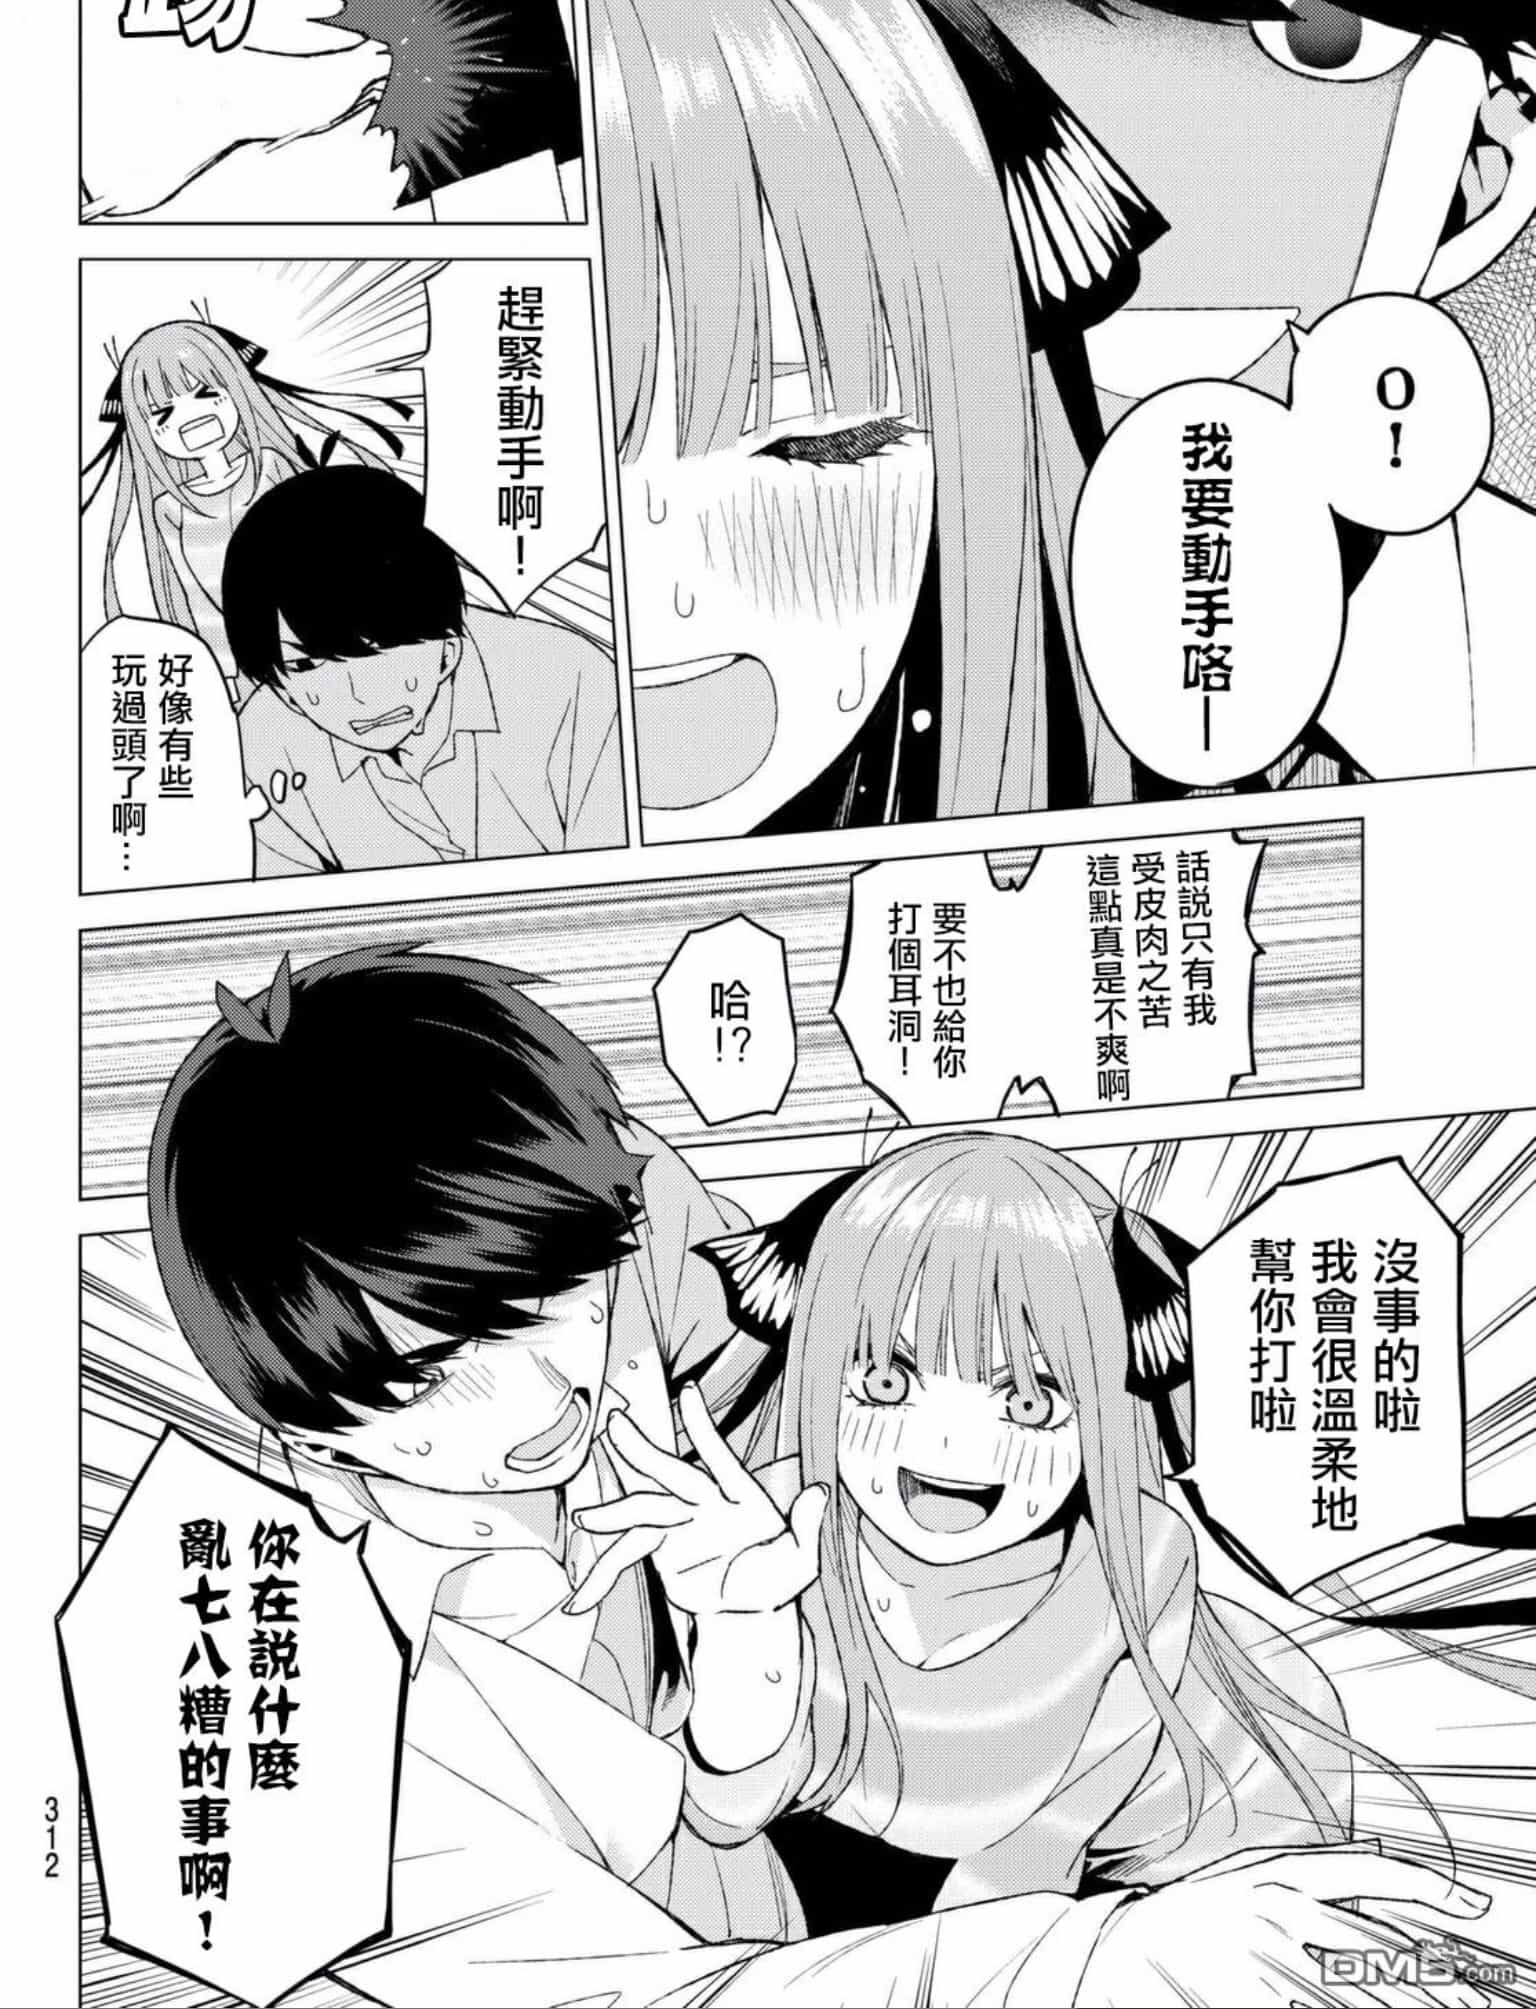 0！
我要動手咯—
踢
趕緊動手啊！
好像有些
玩過頭了啊…
話說只有我
受皮肉之苦
這點真是不爽啊
要不也給你
打個耳洞！
哈!?
沒事的啦
我會很溫柔地
幫你打啦
你在說什麼
亂七八糟的事啊！
312